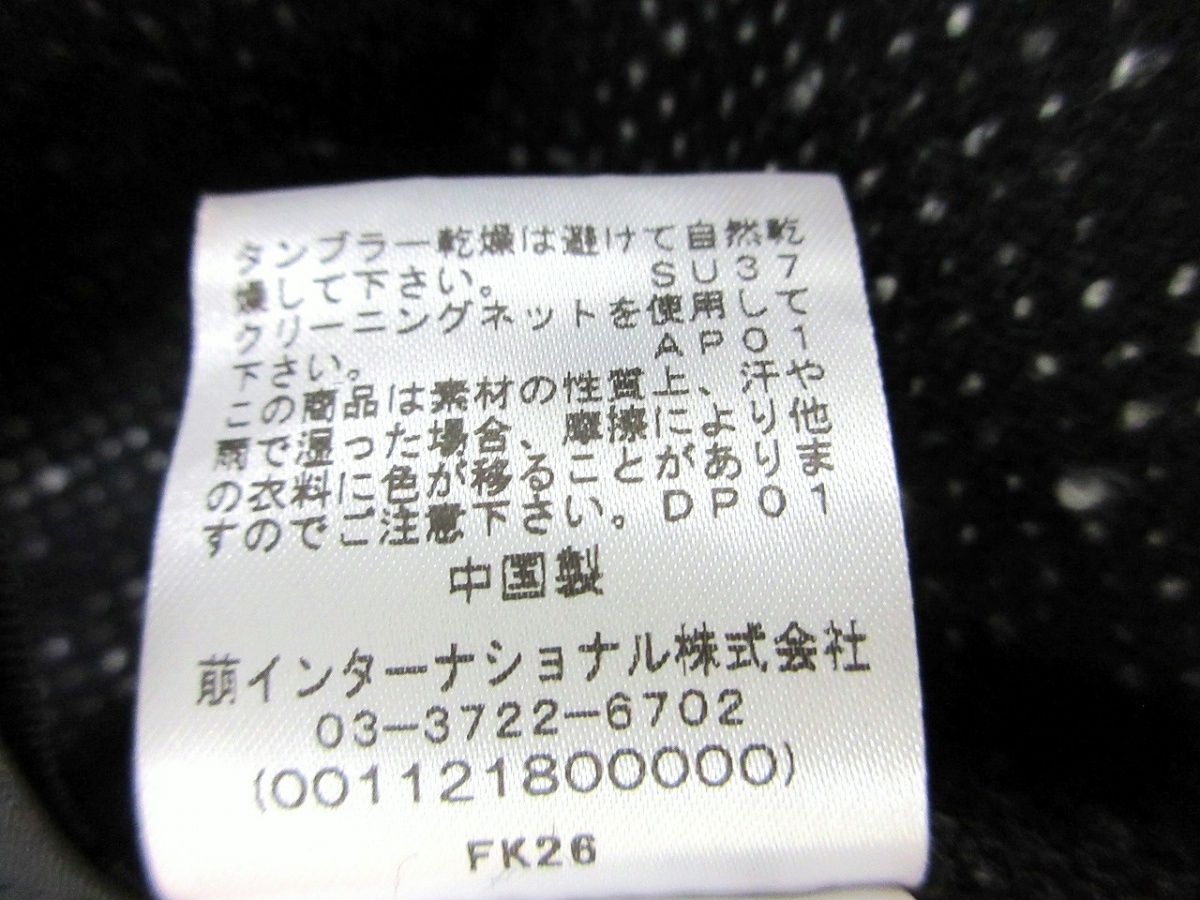 タンブラー乾燥は避けて自然乾
燥して下さい。 SU37
クリーニングネットを使用して
下さい。 AP01
この商品は素材の性質上、汗や
雨で湿った場合、摩擦により他
の衣料に色が移ることがありま
すのでご注意下さい。DP01
中国製
萠インターナショナル株式会社
03-3722-6702
(001121800000)
FK26